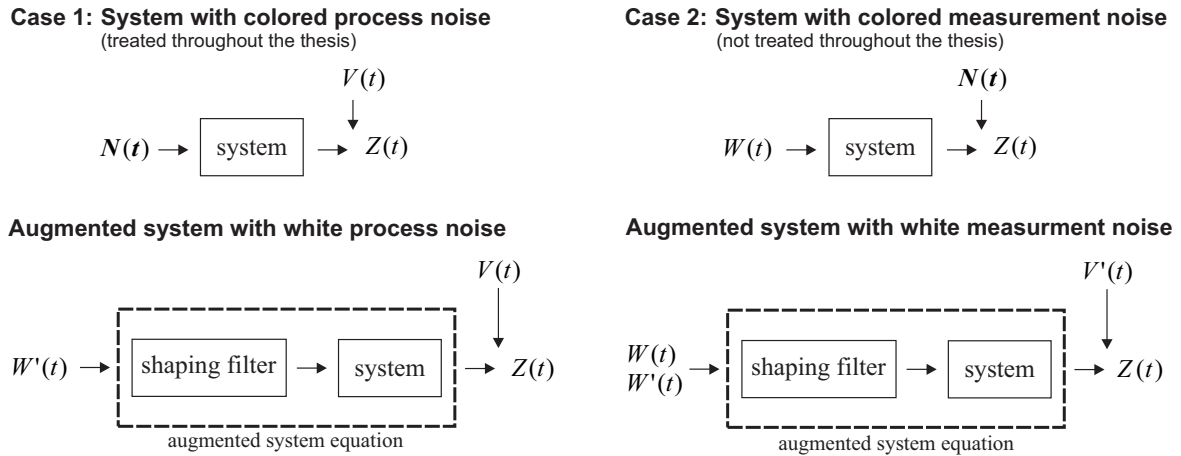 Case 1: System with colored process noise
(treated throughout the thesis)
V(t)
N(t)
system
Z(t)
Case 2: System with colored measurement noise
(not treated throughout the thesis)
N(t)
W(t)
system
Z(t)
Augmented system with white process noise
V(t)
W'(t)
shaping filter
system
Z(t)
augmented system equation
Augmented system with white measurment noise
V'(t)
W(t)
W'(t)
shaping filter
system
Z(t)
augmented system equation